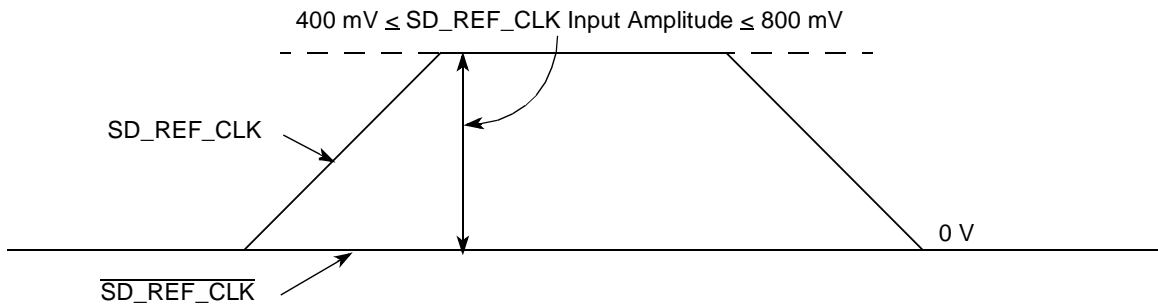 400 mV ≤ SD_REF_CLK Input Amplitude ≤ 800 mV
SD_REF_CLK
0 V
SD_REF_CLK